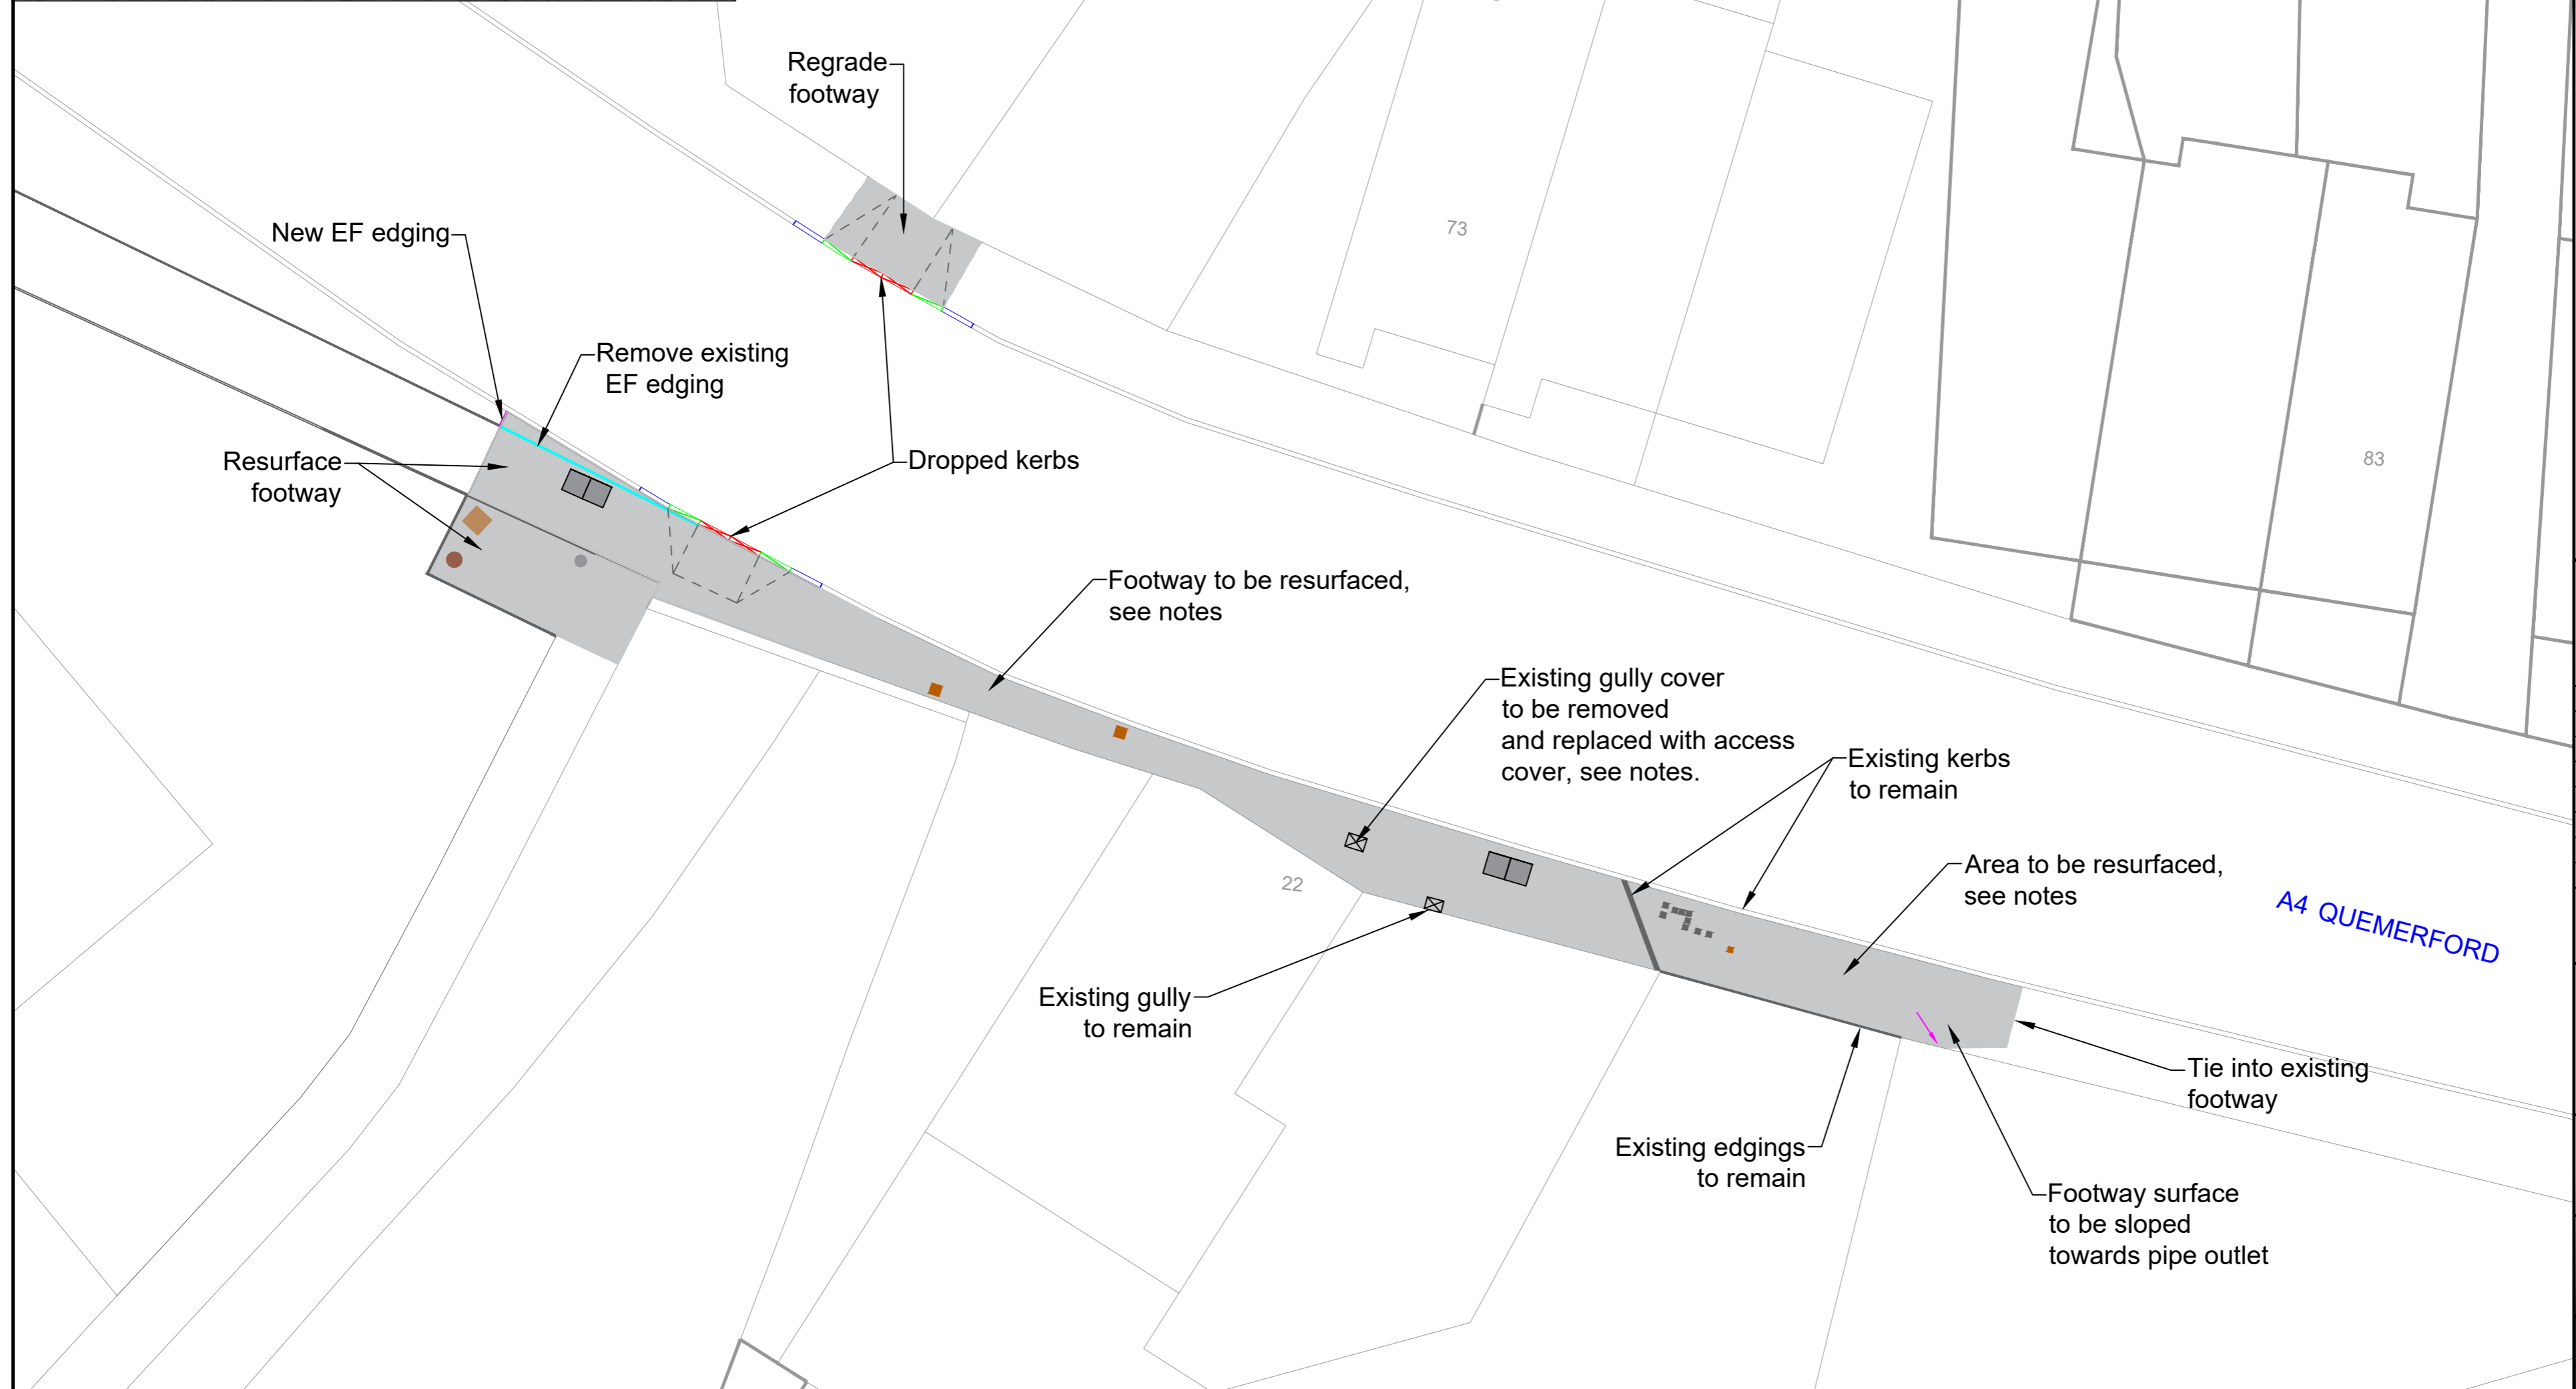 Regrade
footway
New EF edging
73
Remove existing
EF edging
Resurface
footway
Dropped kerbs
83
Footway to be resurfaced,
see notes
Existing gully cover
to be removed
and replaced with access
cover, see notes.
Existing kerbs
to remain
22
Area to be resurfaced,
see notes
A4 QUEMERFORD
Existing gully
to remain
Tie into existing
footway
Existing edgings
to remain
Footway surface
to be sloped
towards pipe outlet